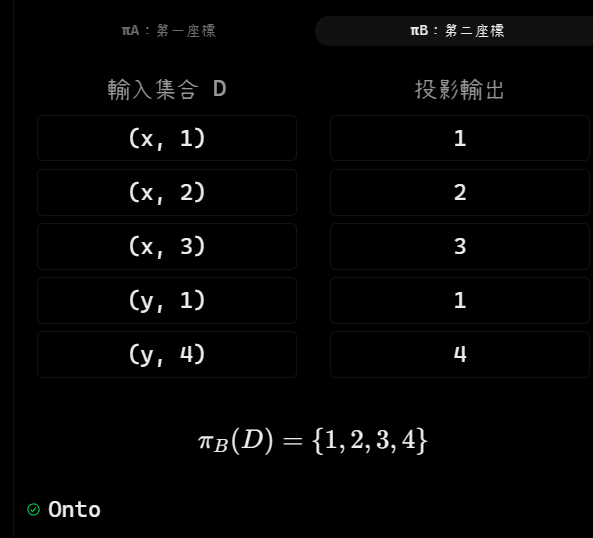 πA：第一座標 πB：第二座標
輸入集合 D 投影輸出
(x, 1) 1
(x, 2) 2
(x, 3) 3
(y, 1) 1
(y, 4) 4
π_B(D) = {1, 2, 3, 4}
Onto